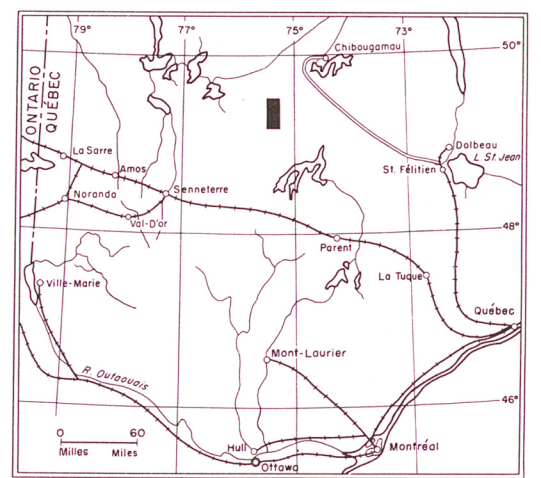 79°
77°
75°
73°
50°
Chibougamau
ONTARIO
QUÉBEC
La Sarre
Amos
Dolbeau
L. St. Jean
St. Félitien
Noranda
Senneterre
Val-D'or
48°
Parent
La Tuque
Ville-Marie
Québec
Mont-Laurier
R. Outaouais
46°
0 60
Milles Miles
Hull
Ottawa
Montréal